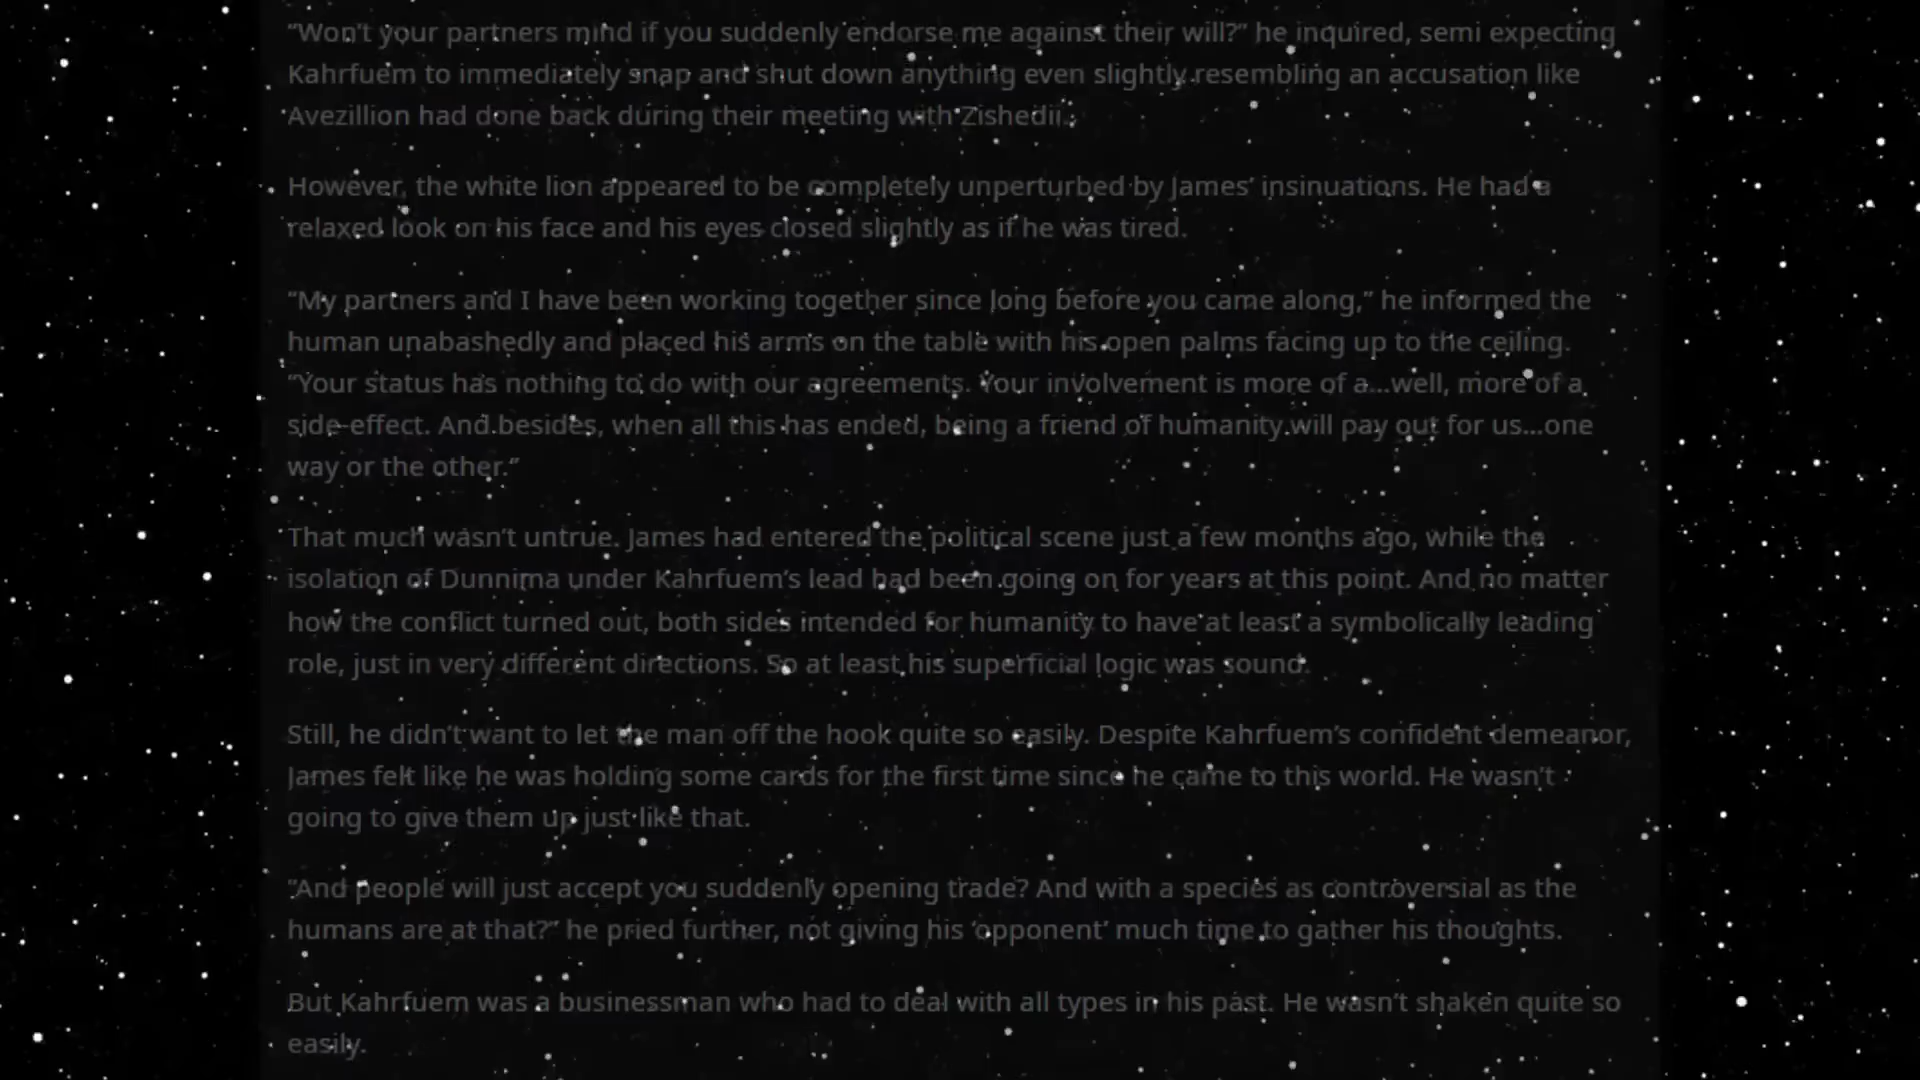 “Won’t your partners mind if you suddenly endorse me against their will?” he inquired, semi expecting
Kahrfuem to immediately snap and shut down anything even slightly resembling an accusation like
Avezillion had done back during their meeting with Zishedii.
However, the white lion appeared to be completely unperturbed by James’ insinuations. He had a
relaxed look on his face and his eyes closed slightly as if he was tired.
“My partners and I have been working together since long before you came along,” he informed the
human unabashedly and placed his arms on the table with his open palms facing up to the ceiling.
“Your status has nothing to do with our agreements. Your involvement is more of a…well, more of a
side-effect. And besides, when all this has ended, being a friend of humanity will pay out for us…one
way or the other.”
That much wasn’t untrue. James had entered the political scene just a few months ago, while the
isolation of Dunnima under Kahrfuem’s lead had been going on for years at this point. And no matter
how the conflict turned out, both sides intended for humanity to have at least a symbolically leading
role, just in very different directions. So at least his superficial logic was sound.
Still, he didn’t want to let the man off the hook quite so easily. Despite Kahrfuem’s confident demeanor,
James felt like he was holding some cards for the first time since he came to this world. He wasn’t
going to give them up just like that.
“And people will just accept you suddenly opening trade? And with a species as controversial as the
humans are at that?” he pried further, not giving his ‘opponent’ much time to gather his thoughts.
But Kahrfuem was a businessman who had to deal with all types in his past. He wasn’t shaken quite so
easily.